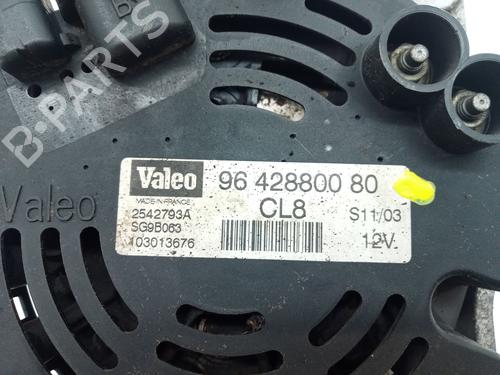 B-PARTS
Valeo
Valeo 96 428800 80
MADE IN FRANCE
CL8
S11/03
2542793A
SG9B063
103013676
12V